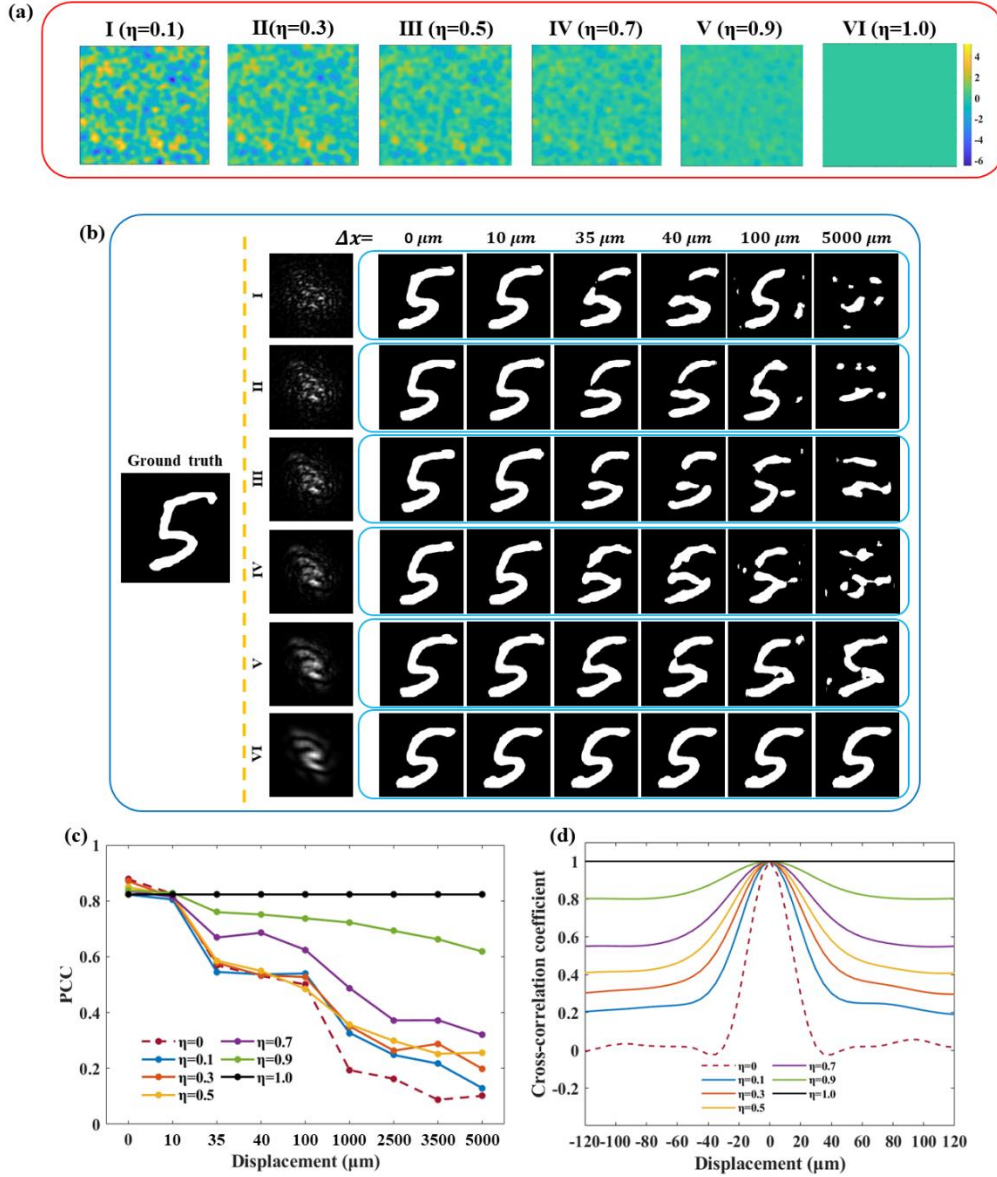 (a)
I (η=0.1) II(η=0.3) III (η=0.5) IV (η=0.7) V (η=0.9) VI (η=1.0)
4
2
0
-2
-4
-6
(b)
Δx= 0 μm 10 μm 35 μm 40 μm 100 μm 5000 μm
I
II
III
IV
V
VI
Ground truth
(c)
1
0.8
0.6
0.4
0.2
0
PCC
η=0
η=0.1
η=0.3
η=0.5
η=0.7
η=0.9
η=1.0
0 10 35 40 100 1000 2500 3500 5000
Displacement (μm)
(d)
1
0.8
0.6
0.4
0.2
0
-0.2
Cross-correlation coefficient
η=0
η=0.1
η=0.3
η=0.5
η=0.7
η=0.9
η=1.0
-120 -100 -80 -60 -40 -20 0 20 40 60 80 100 120
Displacement (μm)